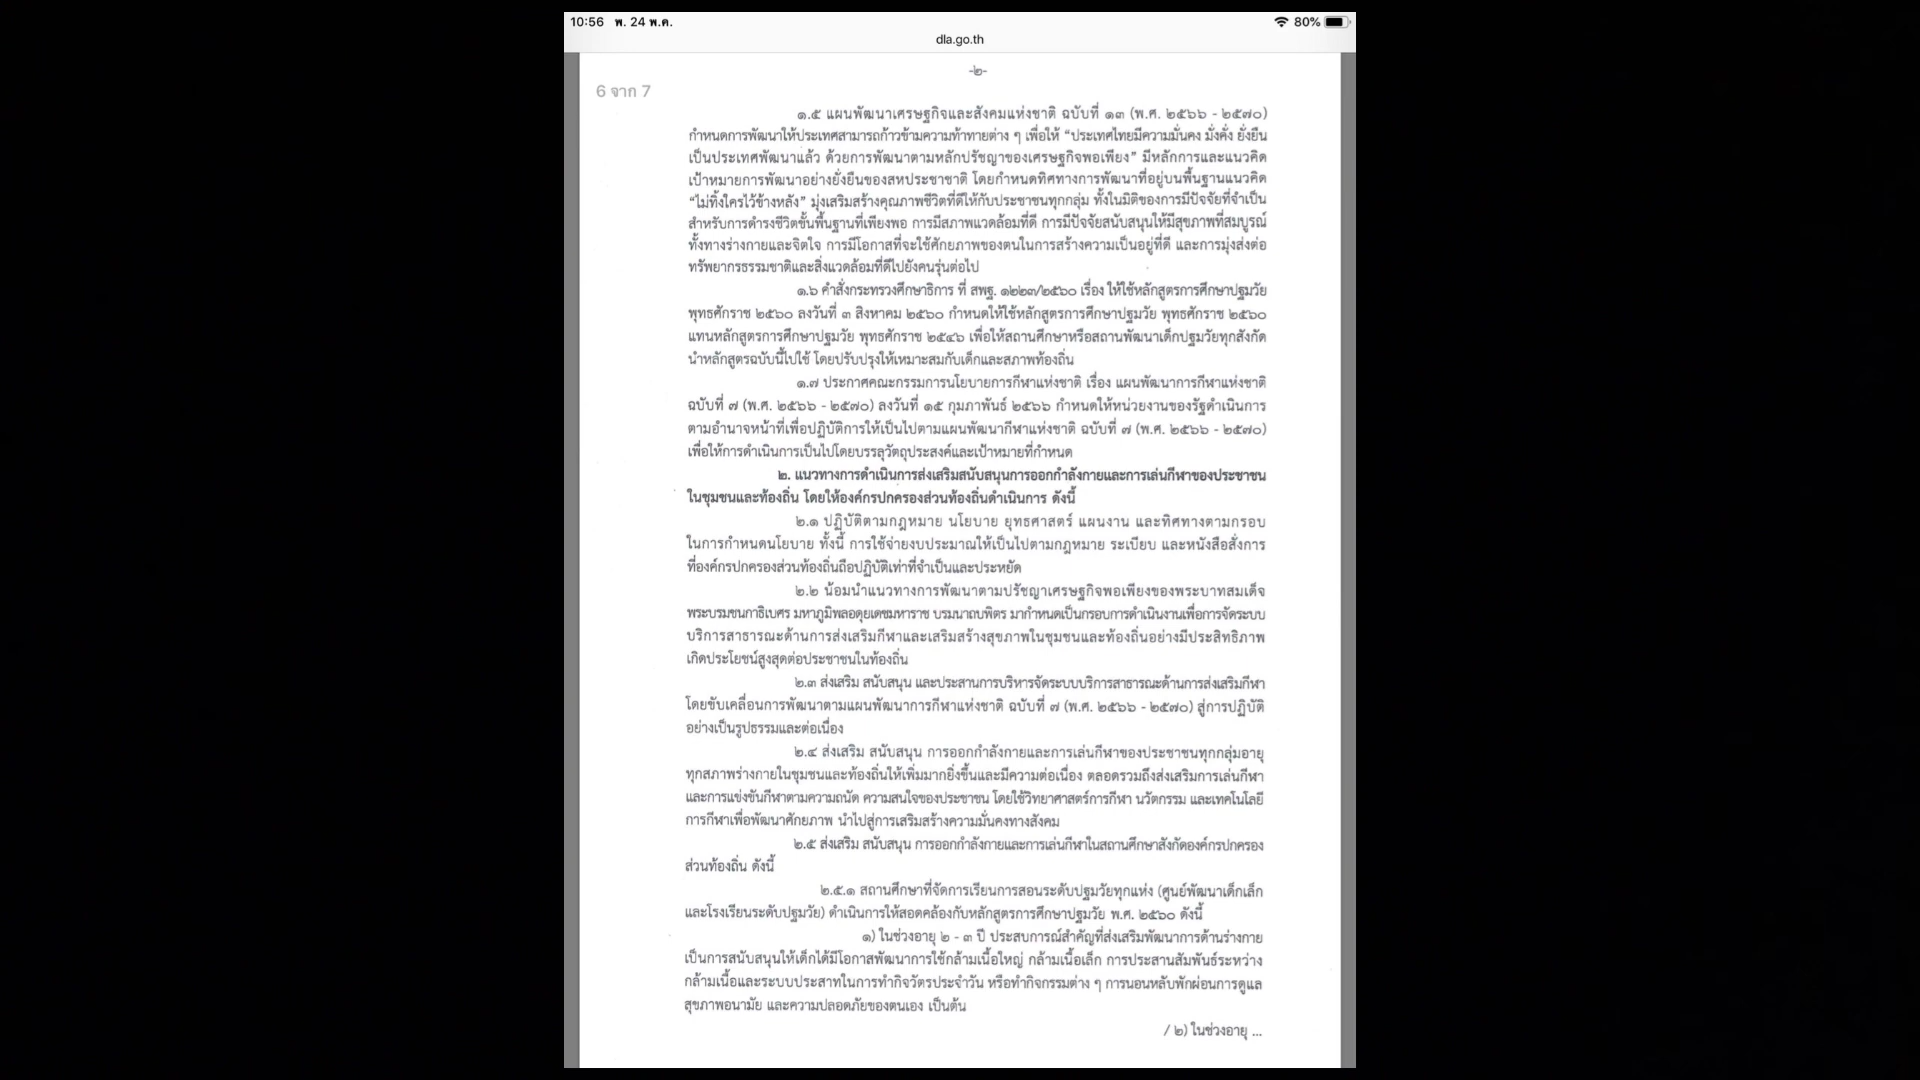 10:56 พ. 24 พ.ค.
80%
dla.go.th
-๒-
6 จาก 7
๑.๕ แผนพัฒนาเศรษฐกิจและสังคมแห่งชาติ ฉบับที่ ๑๓ (พ.ศ. ๒๕๖๖ - ๒๕๗๐)
กำหนดการพัฒนาให้ประเทศสามารถก้าวข้ามความท้าทายต่าง ๆ เพื่อให้ “ประเทศไทยมีความมั่นคง มั่งคั่ง ยั่งยืน
เป็นประเทศพัฒนาแล้ว ด้วยการพัฒนาตามหลักปรัชญาของเศรษฐกิจพอเพียง” มีหลักการและแนวคิด
เป้าหมายการพัฒนาอย่างยั่งยืนของสหประชาชาติ โดยกำหนดทิศทางการพัฒนาที่อยู่บนพื้นฐานแนวคิด
“ไม่ทิ้งใครไว้ข้างหลัง” มุ่งเสริมสร้างคุณภาพชีวิตที่ดีให้กับประชาชนทุกกลุ่ม ทั้งในมิติของการมีปัจจัยที่จำเป็น
สำหรับการดำรงชีวิตขั้นพื้นฐานที่เพียงพอ การมีสภาพแวดล้อมที่ดี การมีปัจจัยสนับสนุนให้มีสุขภาพที่สมบูรณ์
ทั้งทางร่างกายและจิตใจ การมีโอกาสที่จะใช้ศักยภาพของตนในการสร้างความเป็นอยู่ที่ดี และการมุ่งส่งต่อ
ทรัพยากรธรรมชาติและสิ่งแวดล้อมที่ดีไปยังคนรุ่นต่อไป
๑.๖ คำสั่งกระทรวงศึกษาธิการ ที่ สพฐ. ๑๒๒๓/๒๕๖๐ เรื่อง ให้ใช้หลักสูตรการศึกษาปฐมวัย
พุทธศักราช ๒๕๖๐ ลงวันที่ ๓ สิงหาคม ๒๕๖๐ กำหนดให้ใช้หลักสูตรการศึกษาปฐมวัย พุทธศักราช ๒๕๖๐
แทนหลักสูตรการศึกษาปฐมวัย พุทธศักราช ๒๕๔๖ เพื่อให้สถานศึกษาหรือสถานพัฒนาเด็กปฐมวัยทุกสังกัด
นำหลักสูตรฉบับนี้ไปใช้ โดยปรับปรุงให้เหมาะสมกับเด็กและสภาพท้องถิ่น
๑.๗ ประกาศคณะกรรมการนโยบายการกีฬาแห่งชาติ เรื่อง แผนพัฒนาการกีฬาแห่งชาติ
ฉบับที่ ๗ (พ.ศ. ๒๕๖๖ - ๒๕๗๐) ลงวันที่ ๑๕ กุมภาพันธ์ ๒๕๖๖ กำหนดให้หน่วยงานของรัฐดำเนินการ
ตามอำนาจหน้าที่เพื่อปฏิบัติการให้เป็นไปตามแผนพัฒนากีฬาแห่งชาติ ฉบับที่ ๗ (พ.ศ. ๒๕๖๖ - ๒๕๗๐)
เพื่อให้การดำเนินการเป็นไปโดยบรรลุวัตถุประสงค์และเป้าหมายที่กำหนด
๒. แนวทางการดำเนินการส่งเสริมสนับสนุนการออกกำลังกายและการเล่นกีฬาของประชาชน
ในชุมชนและท้องถิ่น โดยให้องค์กรปกครองส่วนท้องถิ่นดำเนินการ ดังนี้
๒.๑ ปฏิบัติตามกฎหมาย นโยบาย ยุทธศาสตร์ แผนงาน และทิศทางตามกรอบ
ในการกำหนดนโยบาย ทั้งนี้ การใช้จ่ายงบประมาณให้เป็นไปตามกฎหมาย ระเบียบ และหนังสือสั่งการ
ที่องค์กรปกครองส่วนท้องถิ่นถือปฏิบัติเท่าที่จำเป็นและประหยัด
๒.๒ น้อมนำแนวทางการพัฒนาตามปรัชญาเศรษฐกิจพอเพียงของพระบาทสมเด็จ
พระบรมชนกาธิเบศร มหาภูมิพลอดุยเดชมหาราช บรมนาถบพิตร มากำหนดเป็นกรอบการดำเนินงานเพื่อการจัดระบบ
บริการสาธารณะด้านการส่งเสริมกีฬาและเสริมสร้างสุขภาพในชุมชนและท้องถิ่นอย่างมีประสิทธิภาพ
เกิดประโยชน์สูงสุดต่อประชาชนในท้องถิ่น
๒.๓ ส่งเสริม สนับสนุน และประสานการบริหารจัดระบบบริการสาธารณะด้านการส่งเสริมกีฬา
โดยขับเคลื่อนการพัฒนาตามแผนพัฒนาการกีฬาแห่งชาติ ฉบับที่ ๗ (พ.ศ. ๒๕๖๖ - ๒๕๗๐) สู่การปฏิบัติ
อย่างเป็นรูปธรรมและต่อเนื่อง
๒.๔ ส่งเสริม สนับสนุน การออกกำลังกายและการเล่นกีฬาของประชาชนทุกกลุ่มอายุ
ทุกสภาพร่างกายในชุมชนและท้องถิ่นให้เพิ่มมากยิ่งขึ้นและมีความต่อเนื่อง ตลอดรวมถึงส่งเสริมการเล่นกีฬา
และการแข่งขันกีฬาตามความถนัด ความสนใจของประชาชน โดยใช้วิทยาศาสตร์การกีฬา นวัตกรรม และเทคโนโลยี
การกีฬาเพื่อพัฒนาศักยภาพ นำไปสู่การเสริมสร้างความมั่นคงทางสังคม
๒.๕ ส่งเสริม สนับสนุน การออกกำลังกายและการเล่นกีฬาในสถานศึกษาสังกัดองค์กรปกครอง
ส่วนท้องถิ่น ดังนี้
๒.๕.๑ สถานศึกษาที่จัดการเรียนการสอนระดับปฐมวัยทุกแห่ง (ศูนย์พัฒนาเด็กเล็ก
และโรงเรียนระดับปฐมวัย) ดำเนินการให้สอดคล้องกับหลักสูตรการศึกษาปฐมวัย พ.ศ. ๒๕๖๐ ดังนี้
๑) ในช่วงอายุ ๒ - ๓ ปี ประสบการณ์สำคัญที่ส่งเสริมพัฒนาการด้านร่างกาย
เป็นการสนับสนุนให้เด็กได้มีโอกาสพัฒนาการใช้กล้ามเนื้อใหญ่ กล้ามเนื้อเล็ก การประสานสัมพันธ์ระหว่าง
กล้ามเนื้อและระบบประสาทในการทำกิจวัตรประจำวัน หรือทำกิจกรรมต่าง ๆ การนอนหลับพักผ่อนการดูแล
สุขภาพอนามัย และความปลอดภัยของตนเอง เป็นต้น
/ ๒) ในช่วงอายุ ...